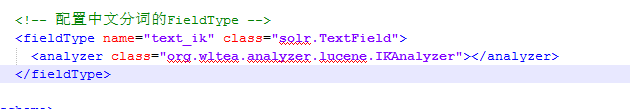 <!-- 配置中文分词的FieldType -->
<fieldType name="text_ik" class="solr.TextField">
<analyzer class="org.wltea.analyzer.lucene.IKAnalyzer"></analyzer>
</fieldType>